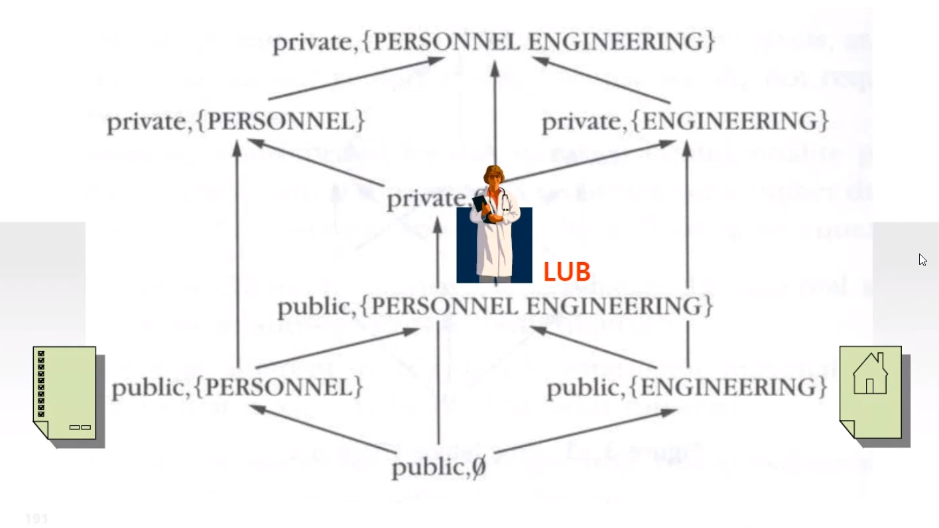 private,{PERSONNEL ENGINEERING}
private,{PERSONNEL}
private,{ENGINEERING}
private,
LUB
public,{PERSONNEL ENGINEERING}
public,{PERSONNEL}
public,{ENGINEERING}
public,∅
191